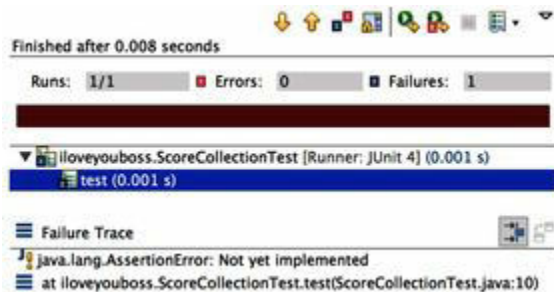 Finished after 0.008 seconds
Runs: 1/1 Errors: 0 Failures: 1
iloveyouboss.ScoreCollectionTest [Runner: JUnit 4] (0.001 s)
test (0.001 s)
Failure Trace
java.lang.AssertionError: Not yet implemented
at iloveyouboss.ScoreCollectionTest.test(ScoreCollectionTest.java:10)